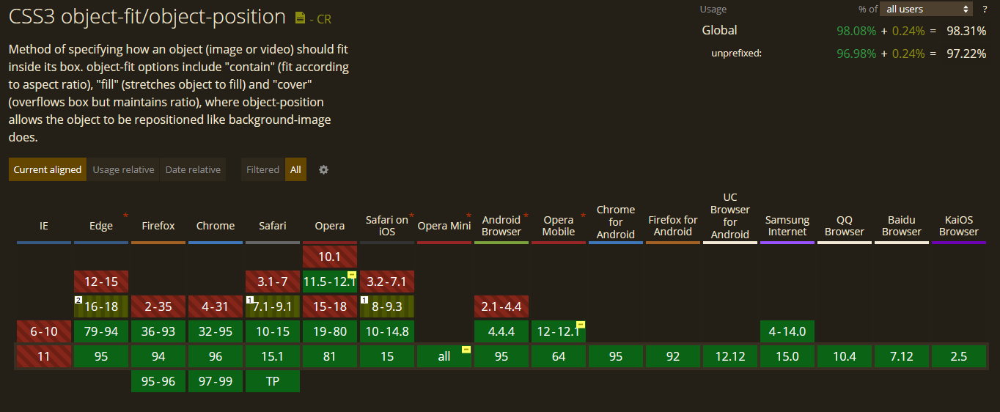 CSS3 object-fit/object-position - CR
Usage % of all users ?
Global 98.08% + 0.24% = 98.31%
unprefixed: 96.98% + 0.24% = 97.22%
Method of specifying how an object (image or video) should fit
inside its box. object-fit options include "contain" (fit according
to aspect ratio), "fill" (stretches object to fill) and "cover"
(overflows box but maintains ratio), where object-position
allows the object to be repositioned like background-image
does.
Current aligned Usage relative Date relative Filtered All
IE Edge * Firefox Chrome Safari Opera Safari on iOS * Opera Mini * Android Browser * Opera Mobile * Chrome for Android Firefox for Android UC Browser for Android Samsung Internet QQ Browser Baidu Browser KaiOS Browser
10.1
12-15 3.1-7 11.5-12.1 3.2-7.1
2 16-18 2-35 4-31 1 7.1-9.1 15-18 1 8-9.3 2.1-4.4
6-10 79-94 36-93 32-95 10-15 19-80 10-14.8 4.4.4 12-12.1 4-14.0
11 95 94 96 15.1 81 15 all 95 64 95 92 12.12 15.0 10.4 7.12 2.5
95-96 97-99 TP